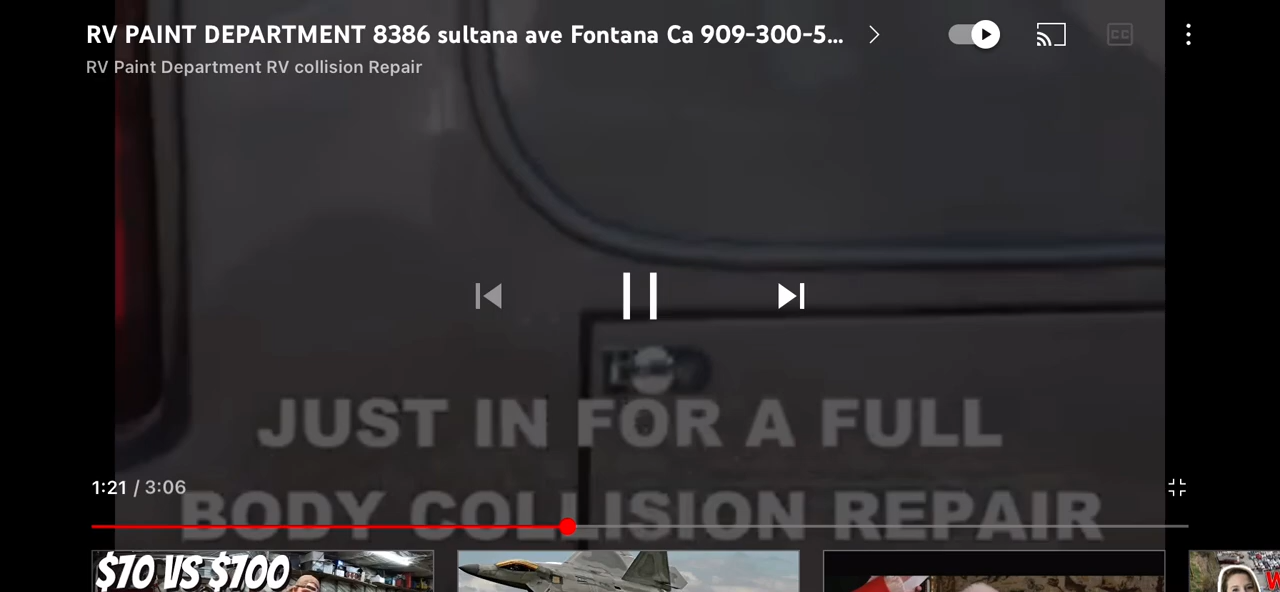 RV PAINT DEPARTMENT 8386 sultana ave Fontana Ca 909-300-5...
RV Paint Department RV collision Repair
CC
JUST IN FOR A FULL
1:21 / 3:06
BODY COLLISION REPAIR
$70 VS $700
W